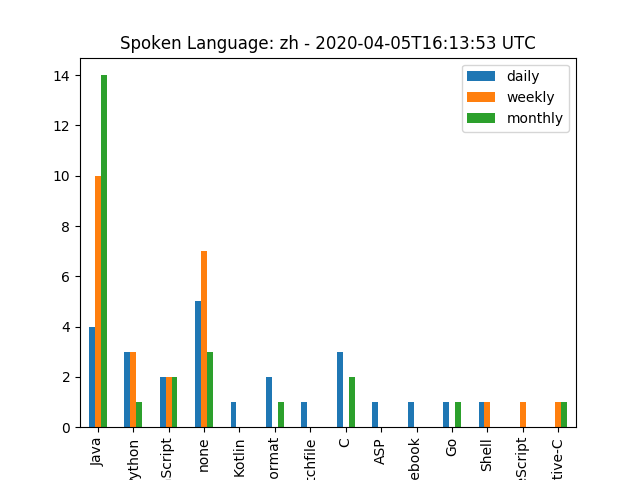 Spoken Language: zh - 2020-04-05T16:13:53 UTC
daily
weekly
monthly
14
12
10
8
6
4
2
0
Java
ython
Script
none
Kotlin
ormat
chfile
C
ASP
ebook
Go
Shell
Script
tive-C